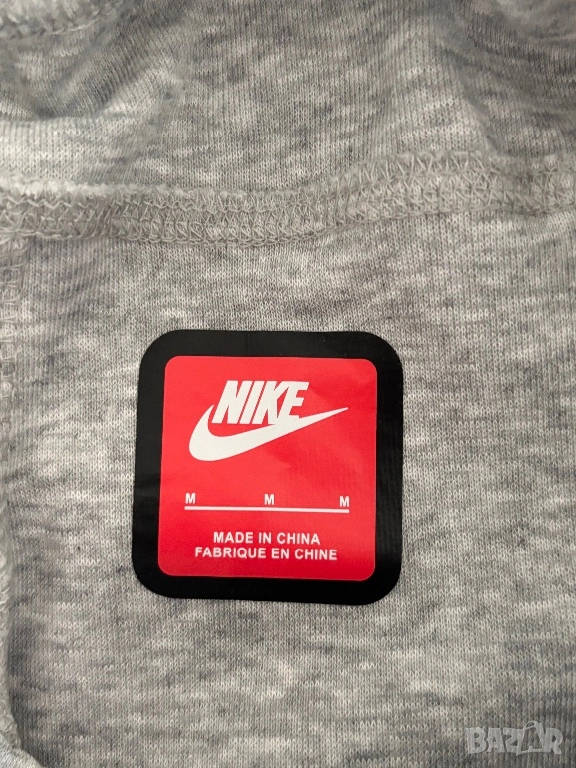 NIKE
M M M
MADE IN CHINA
FABRIQUE EN CHINE
BAZAR